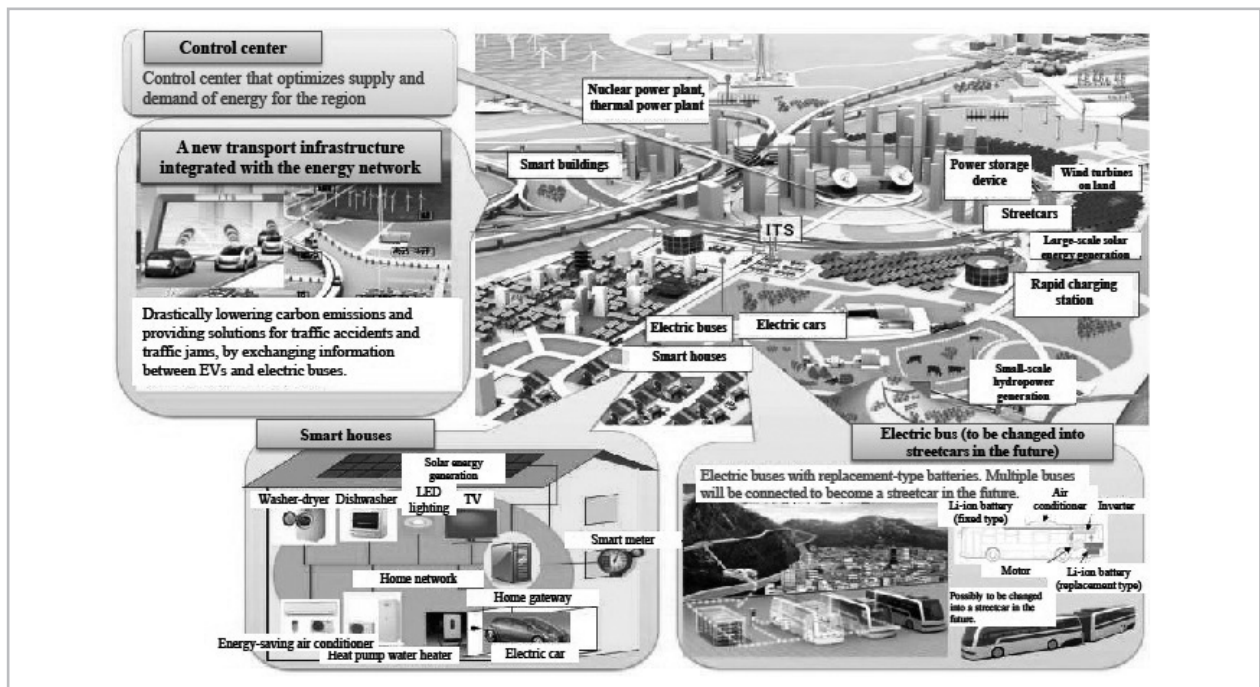 Control center
Control center that optimizes supply and
demand of energy for the region
A new transport infrastructure
integrated with the energy network
ITS
Drastically lowering carbon emissions and
providing solutions for traffic accidents and
traffic jams, by exchanging information
between EVs and electric buses.
Nuclear power plant,
thermal power plant
Smart buildings
Power storage
device
Wind turbines
on land
Streetcars
ITS
Large-scale solar
energy generation
Rapid charging
station
Electric buses
Electric cars
Smart houses
Small-scale
hydropower
generation
Smart houses
Solar energy
generation
Washer-dryer
Dishwasher
LED
lighting
TV
Smart meter
Home network
Home gateway
Energy-saving air conditioner
Heat pump water heater
Electric car
Electric bus (to be changed into
streetcars in the future)
Electric buses with replacement-type batteries. Multiple buses
will be connected to become a streetcar in the future.
Li-ion battery
(fixed type)
Air
conditioner
Inverter
Motor
Li-ion battery
(replacement type)
Possibly to be changed
into a streetcar in the
future.